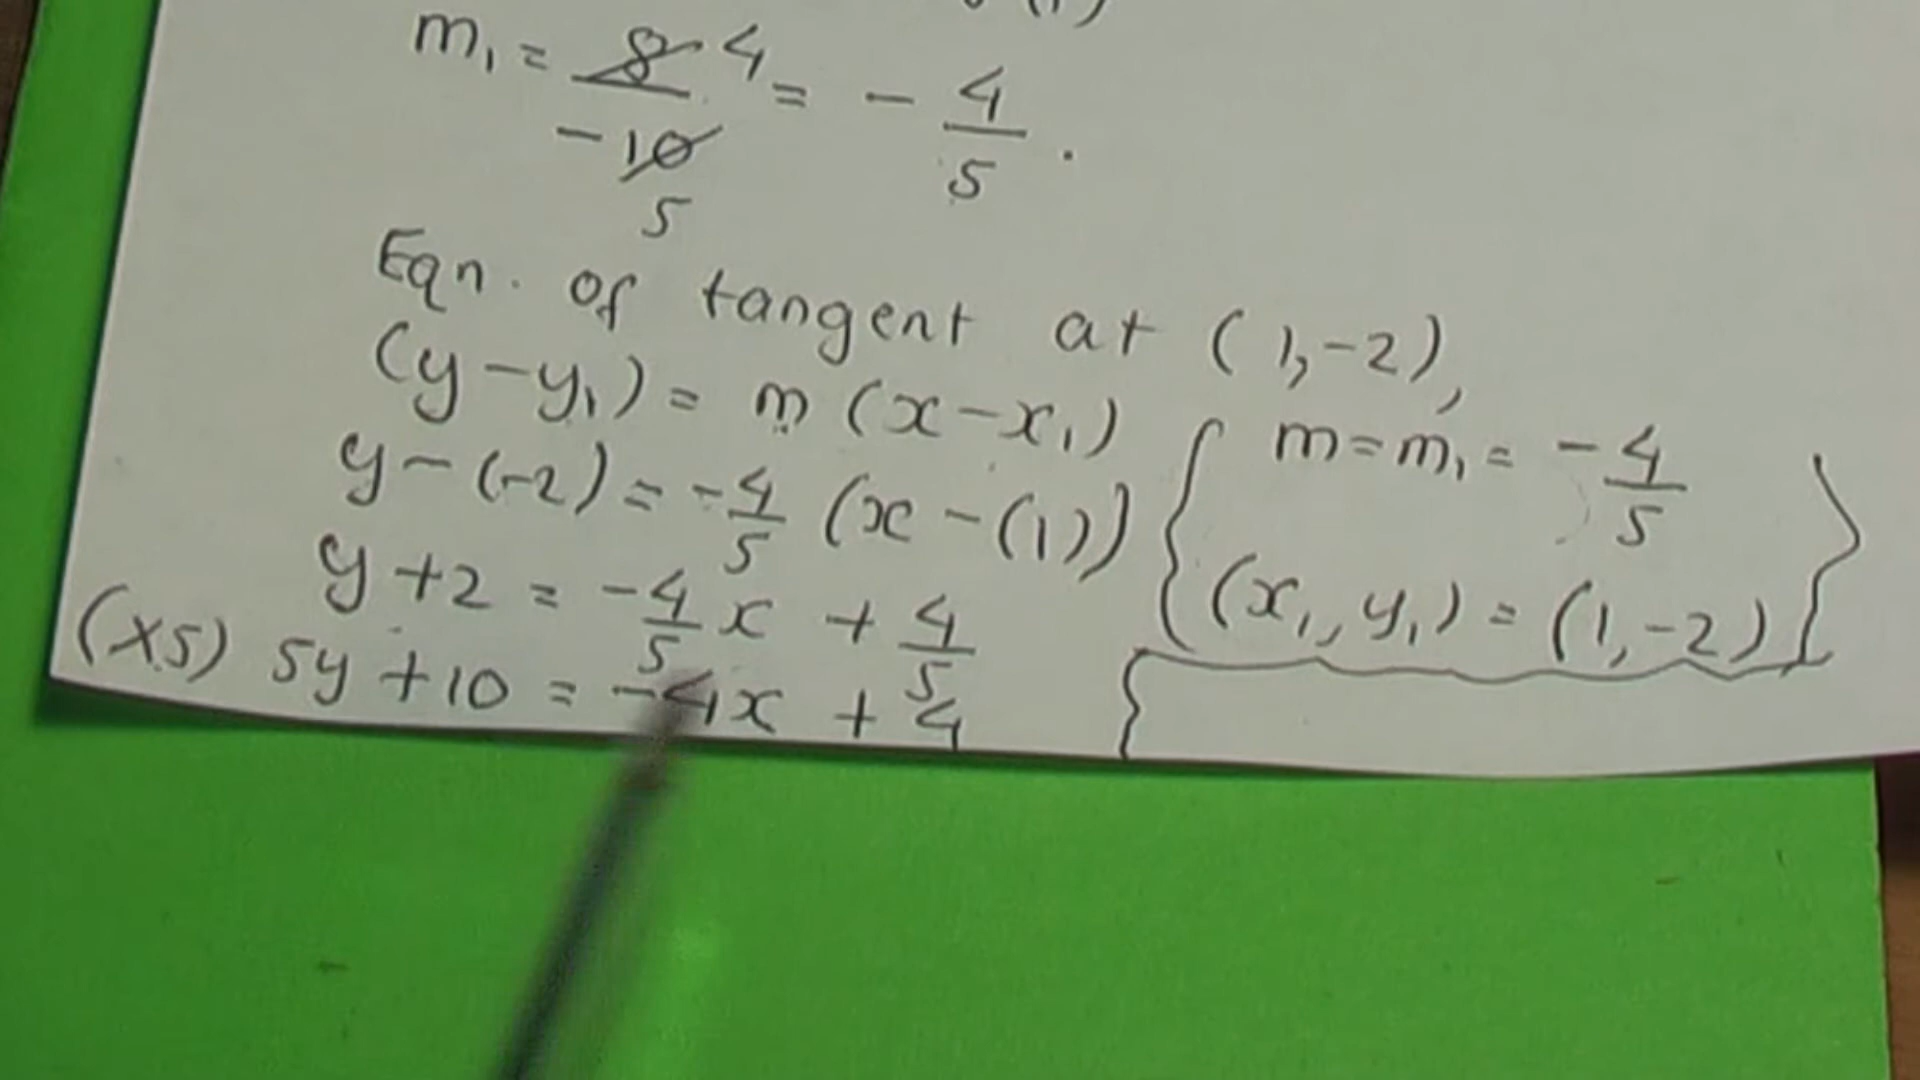 m₁ = 8 4 / -10 5 = - 4/5 .
Eqn. of tangent at (1,-2),
(y-y₁) = m (x-x₁)
y-(-2) = -4/5 (x-(1))
y+2 = -4/5 x + 4/5
(x5) 5y+10 = -4x + 4
{ m=m₁ = -4/5
(x₁, y₁) = (1,-2) }